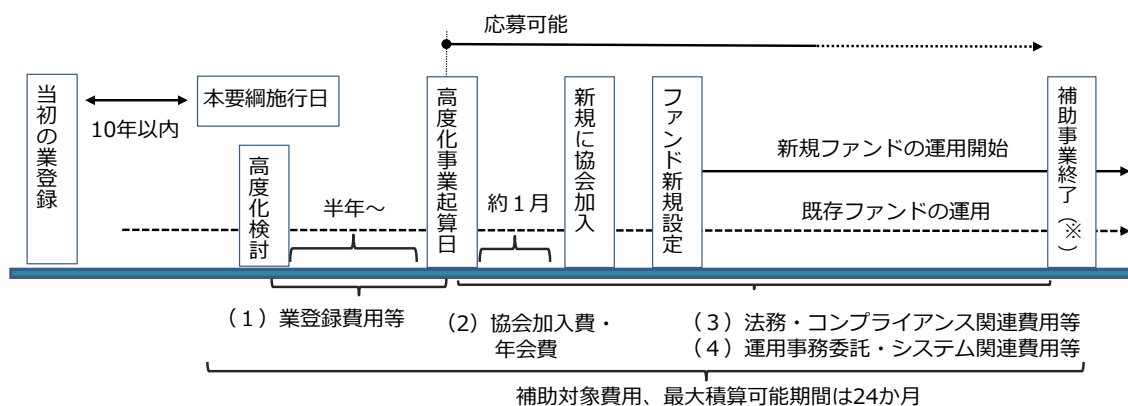 応募可能
当初の業登録
10年以内
本要綱施行日
高度化検討
半年～
高度化事業起算日
約１月
新規に協会加入
ファンド新規設定
新規ファンドの運用開始
既存ファンドの運用
補助事業終了（※）
（１）業登録費用等
（2）協会加入費・
年会費
（３）法務・コンプライアンス関連費用等
（４）運用事務委託・システム関連費用等
補助対象費用、最大積算可能期間は24か月